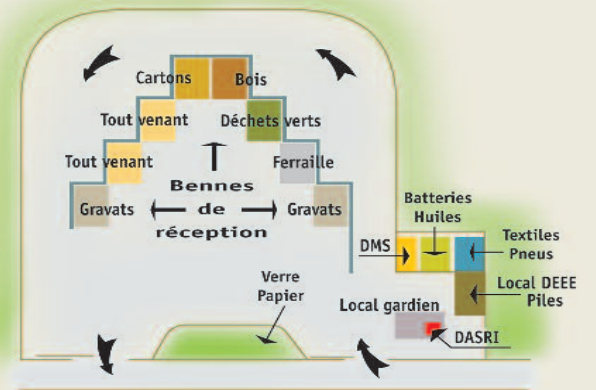 Cartons
Bois
Tout venant
Déchets verts
Tout venant
Ferraille
Bennes
de
réception
Gravats
Gravats
Batteries
Huiles
DMS
Textiles
Pneus
Local DEEE
Piles
Verre
Papier
Local gardien
DASRI